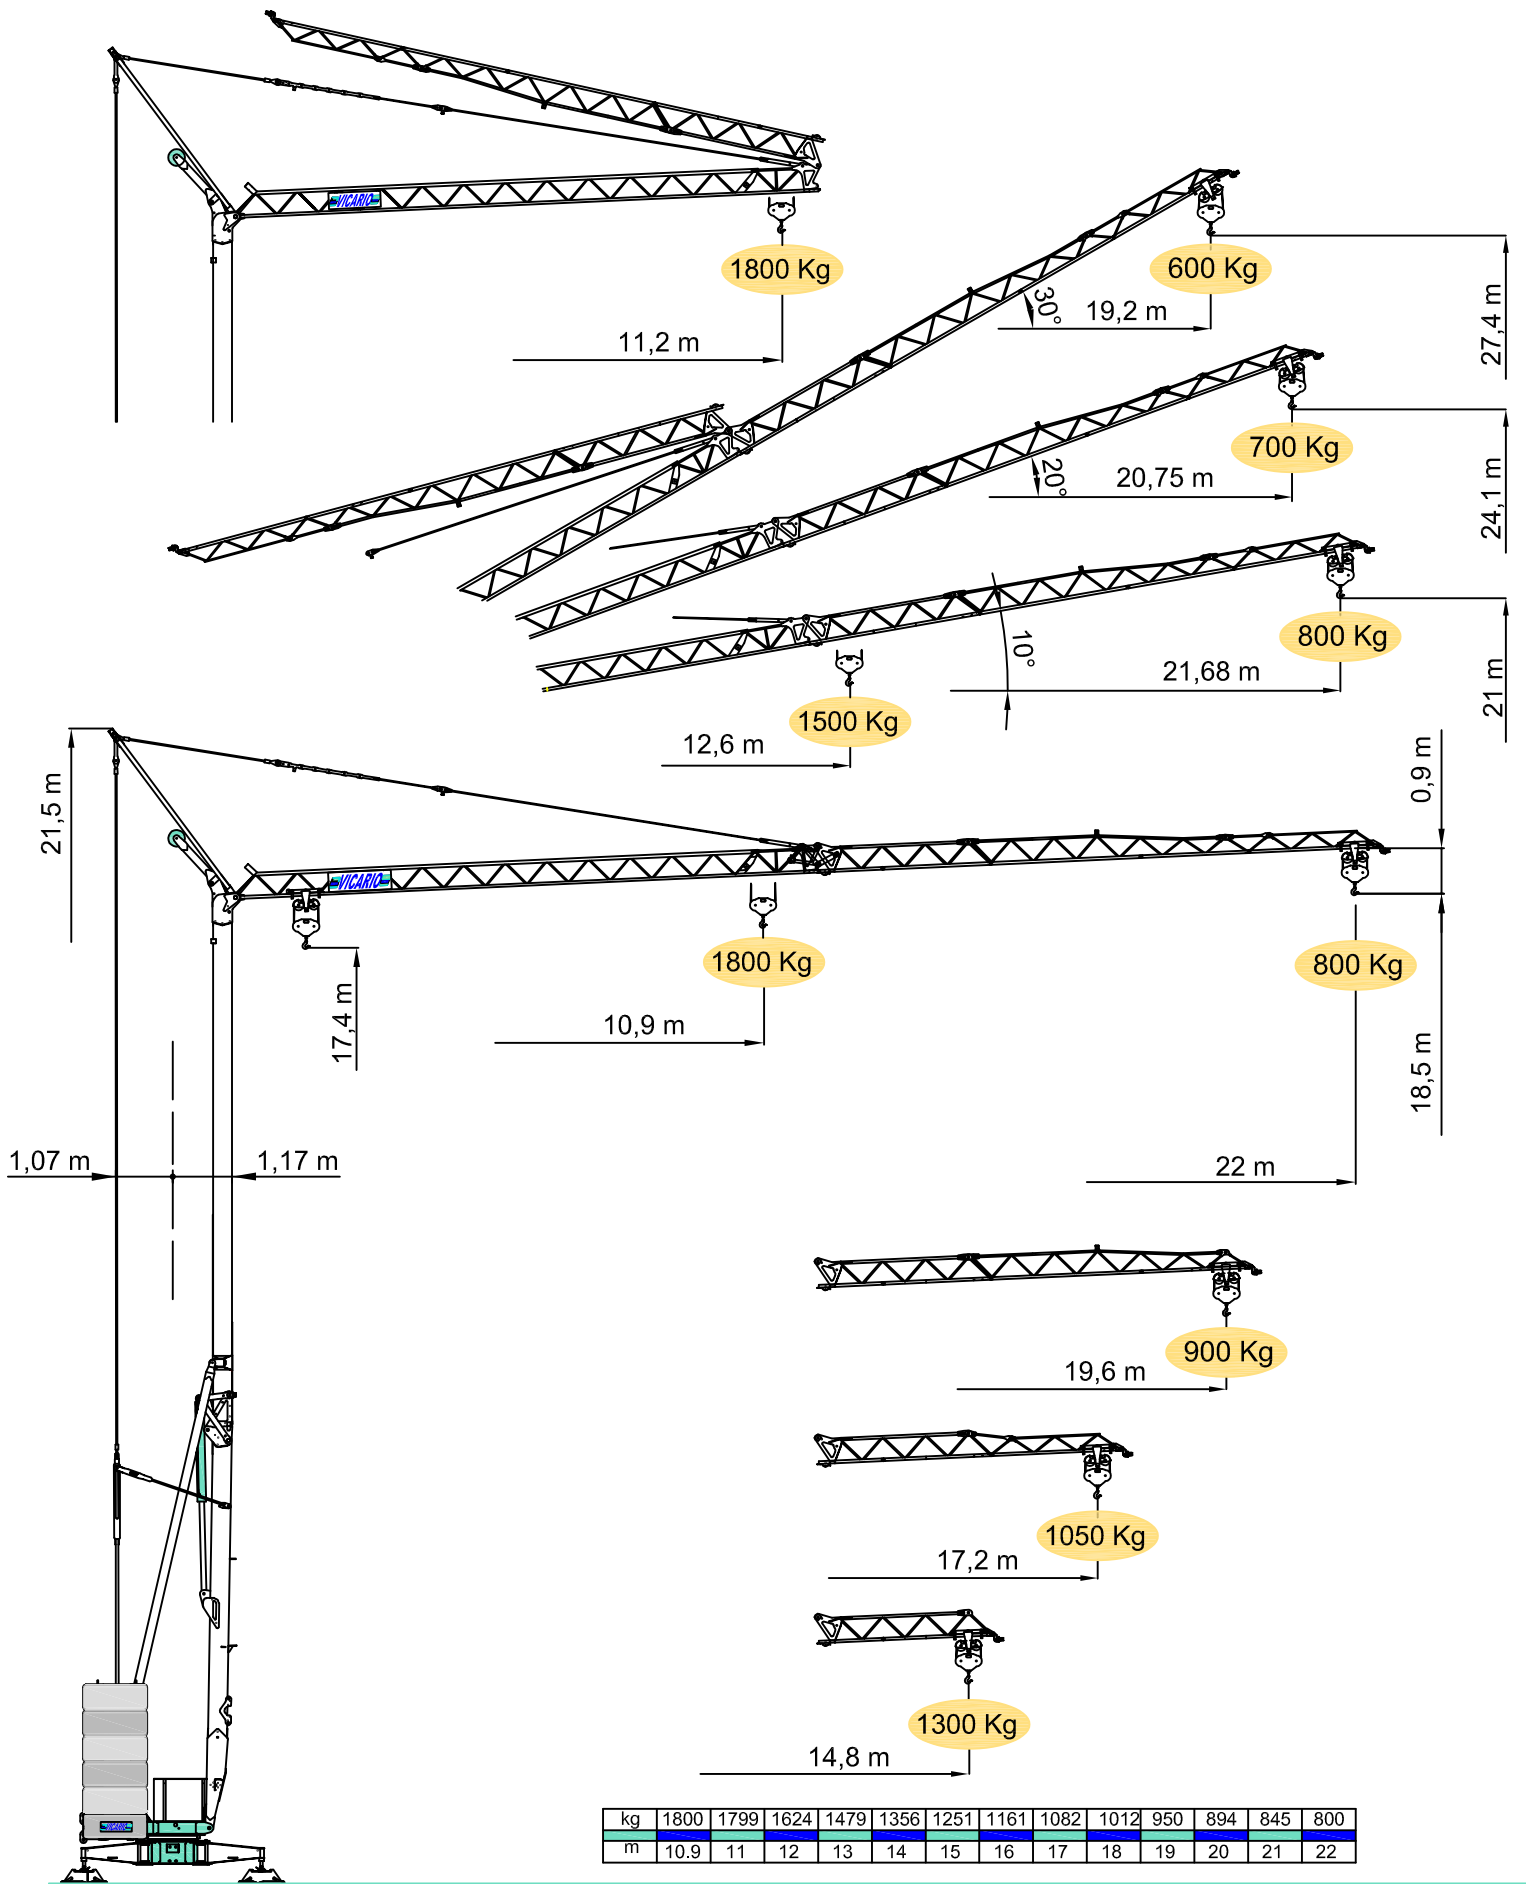 VICARIO
1800 Kg
11,2 m
600 Kg
30°
19,2 m
27,4 m
700 Kg
20°
20,75 m
24,1 m
800 Kg
10°
21,68 m
21 m
1500 Kg
12,6 m
21,5 m
0,9 m
VICARIO
1800 Kg
800 Kg
17,4 m
10,9 m
18,5 m
1,07 m
1,17 m
22 m
900 Kg
19,6 m
1050 Kg
17,2 m
1300 Kg
14,8 m
VICARIO
kg 1800 1799 1624 1479 1356 1251 1161 1082 1012 950 894 845 800
m 10.9 11 12 13 14 15 16 17 18 19 20 21 22